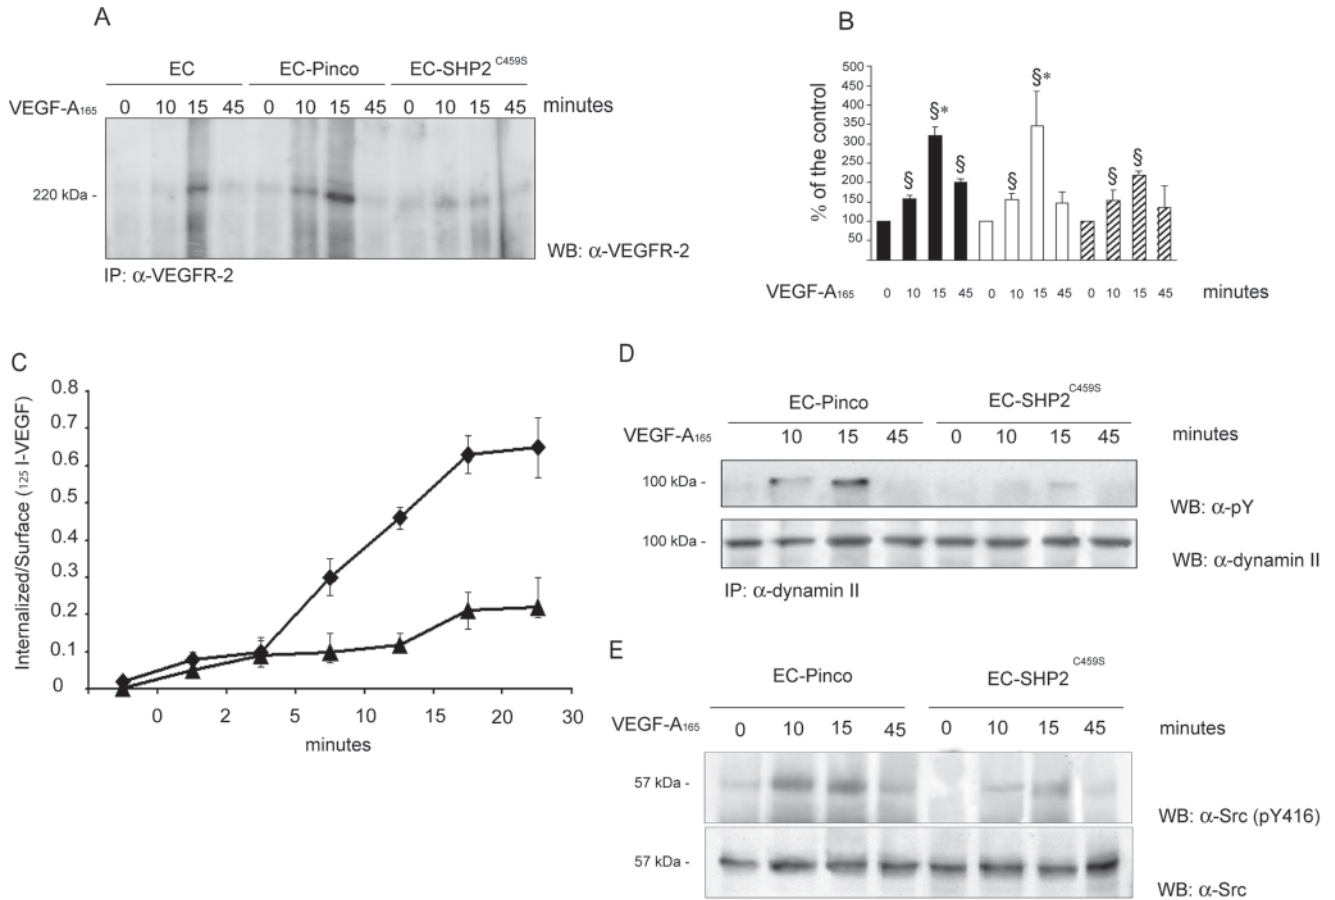 A
EC EC-Pinco EC-SHP2 C459S
VEGF-A165 0 10 15 45 0 10 15 45 0 10 15 45 minutes
220 kDa -
WB: α-VEGFR-2
IP: α-VEGFR-2
B
% of the control
500
450
400
350
300
250
200
150
100
50
§ §* § § §* § §
VEGF-A165 0 10 15 45 0 10 15 45 0 10 15 45 minutes
C
Internalized/Surface (125 I-VEGF)
0.8
0.7
0.6
0.5
0.4
0.3
0.2
0.1
0
0 2 5 10 15 20 30
minutes
D
EC-Pinco EC-SHP2 C459S
VEGF-A165 10 15 45 0 10 15 45 minutes
100 kDa -
WB: α-pY
100 kDa -
WB: α-dynamin II
IP: α-dynamin II
E
EC-Pinco EC-SHP2 C459S
VEGF-A165 0 10 15 45 0 10 15 45 minutes
57 kDa -
WB: α-Src (pY416)
57 kDa -
WB: α-Src